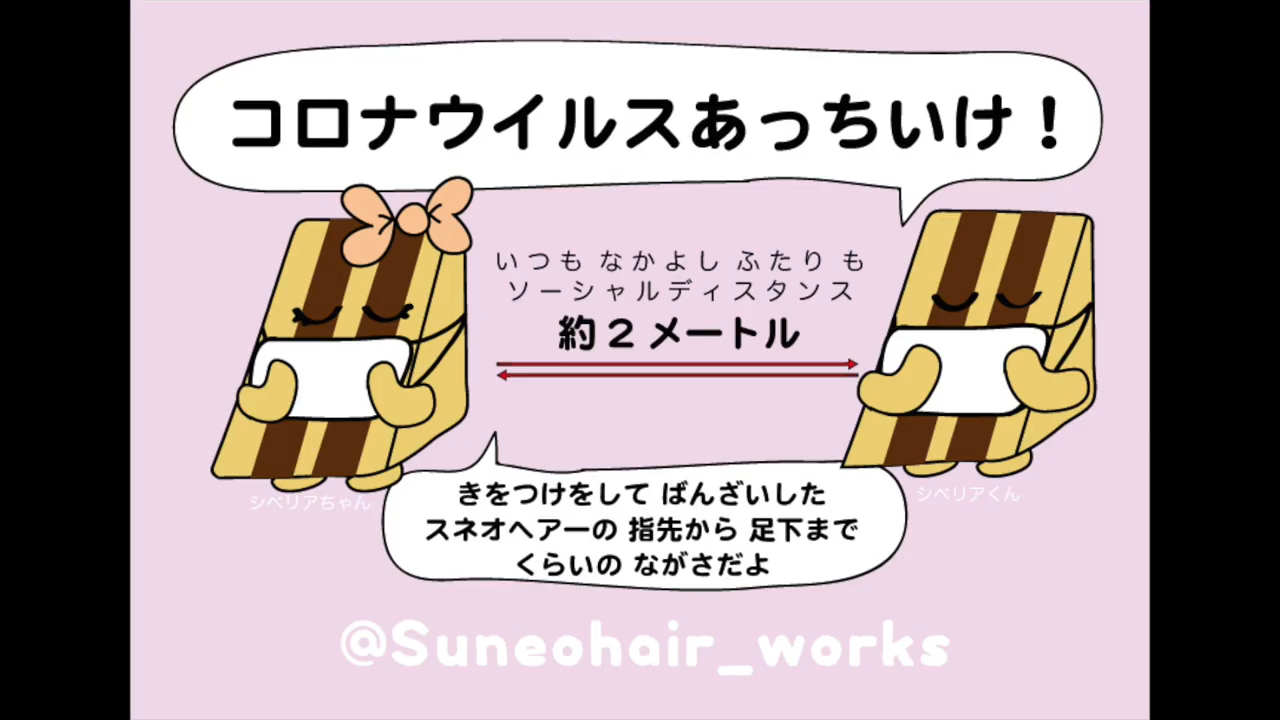 コロナウイルスあっちいけ！
いつも なかよし ふたり も
ソーシャルディスタンス
約２メートル
シベリアちゃん
シベリアくん
きをつけをして ばんざいした
スネオヘアーの 指先から 足下まで
くらいの ながさだよ
@Suneohair_works